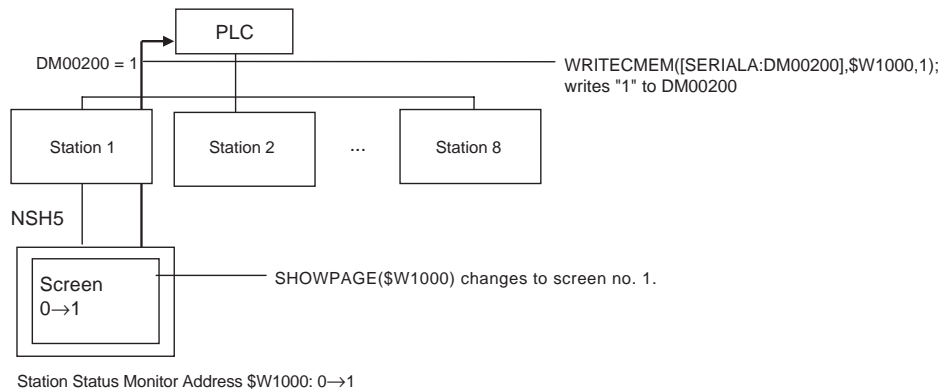 PLC
DM00200 = 1
WRITECMEM([SERIALA:DM00200],$W1000,1);
writes "1" to DM00200
Station 1
Station 2
...
Station 8
NSH5
Screen
0→1
SHOWPAGE($W1000) changes to screen no. 1.
Station Status Monitor Address $W1000: 0→1